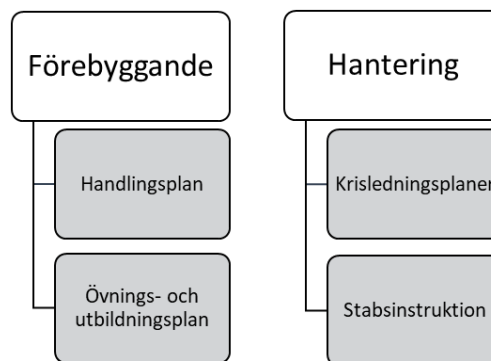 Förebyggande
Handlingsplan
Övnings- och
utbildningsplan
Hantering
Krisledningsplaner
Stabsinstruktion